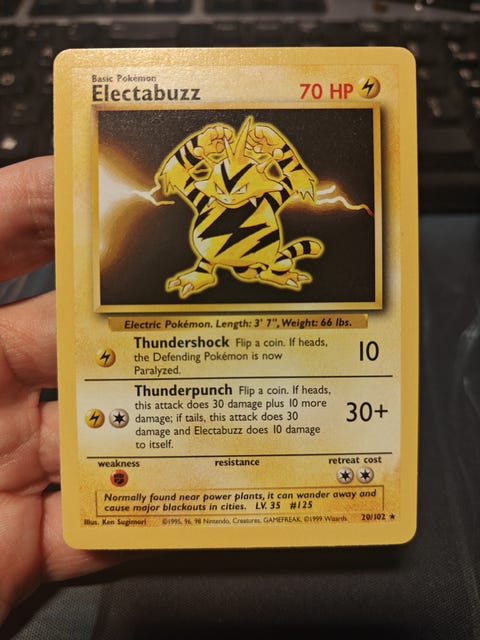 Basic Pokémon
Electabuzz 70 HP
Electric Pokémon. Length: 3' 7", Weight: 66 lbs.
Thundershock Flip a coin. If heads,
the Defending Pokémon is now
Paralyzed.
10
Thunderpunch Flip a coin. If heads,
this attack does 30 damage plus 10 more
damage; if tails, this attack does 30
damage and Electabuzz does 10 damage
to itself.
30+
weakness resistance retreat cost
Normally found near power plants, it can wander away and
cause major blackouts in cities. LV. 35 #125
Illus. Ken Sugimori ©1995, 96, 98 Nintendo, Creatures, GAMEFREAK. ©1999 Wizards 20/102 ★